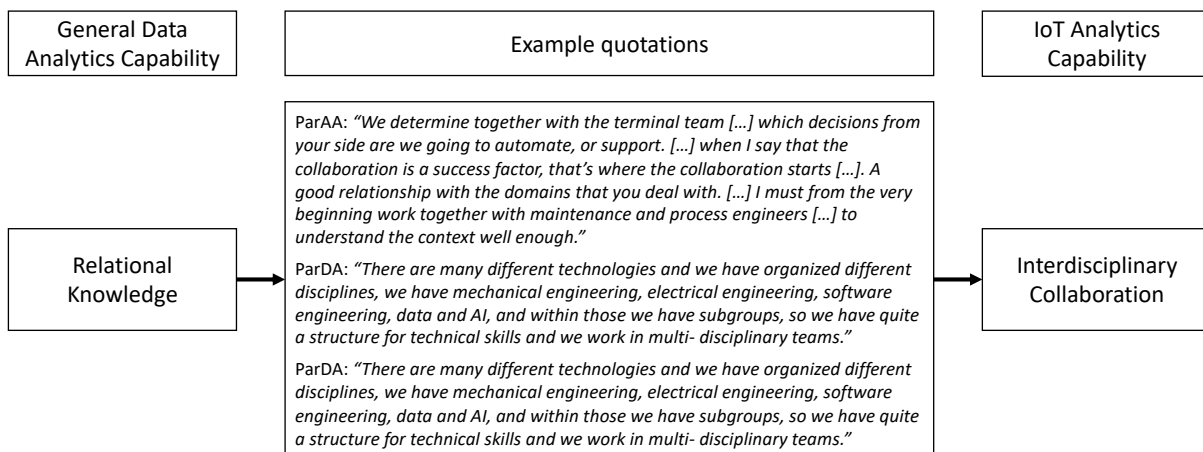 General Data
Analytics Capability
Example quotations
IoT Analytics
Capability
ParAA: “We determine together with the terminal team […] which decisions from
your side are we going to automate, or support. […] when I say that the
collaboration is a success factor, that’s where the collaboration starts […]. A
good relationship with the domains that you deal with. […] I must from the very
beginning work together with maintenance and process engineers […] to
understand the context well enough.”
ParDA: “There are many different technologies and we have organized different
disciplines, we have mechanical engineering, electrical engineering, software
engineering, data and AI, and within those we have subgroups, so we have quite
a structure for technical skills and we work in multi- disciplinary teams.”
ParDA: “There are many different technologies and we have organized different
disciplines, we have mechanical engineering, electrical engineering, software
engineering, data and AI, and within those we have subgroups, so we have quite
a structure for technical skills and we work in multi- disciplinary teams.”
Relational
Knowledge
Interdisciplinary
Collaboration